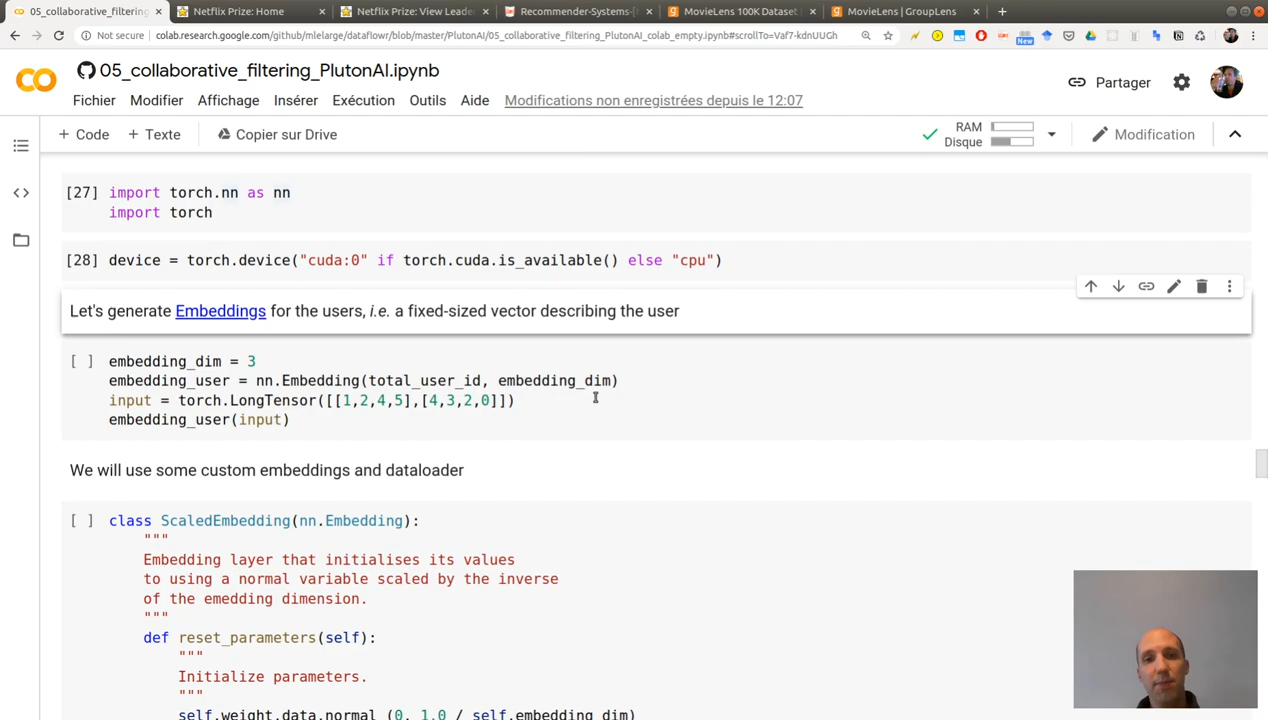 05_collaborative_filtering
Netflix Prize: Home
Netflix Prize: View Leade
Recommender-Systems-[
MovieLens 100K Dataset
MovieLens | GroupLens
Not secure
colab.research.google.com/github/mlelarge/dataflowr/blob/master/PlutonAI/05_collaborative_filtering_PlutonAI_colab_empty.ipynb#scrollTo=Vaf7-kdnUUGh
New
05_collaborative_filtering_PlutonAI.ipynb
Partager
Fichier Modifier Affichage Insérer Exécution Outils Aide Modifications non enregistrées depuis le 12:07
+ Code + Texte Copier sur Drive
RAM
Disque
Modification
[27] import torch.nn as nn
import torch
[28] device = torch.device("cuda:0" if torch.cuda.is_available() else "cpu")
Let's generate Embeddings for the users, i.e. a fixed-sized vector describing the user
[ ] embedding_dim = 3
embedding_user = nn.Embedding(total_user_id, embedding_dim)
input = torch.LongTensor([[1,2,4,5],[4,3,2,0]])
embedding_user(input)
We will use some custom embeddings and dataloader
[ ] class ScaledEmbedding(nn.Embedding):
"""
Embedding layer that initialises its values
to using a normal variable scaled by the inverse
of the emedding dimension.
"""
def reset_parameters(self):
"""
Initialize parameters.
"""
self.weight.data.normal_(0, 1.0 / self.embedding_dim)